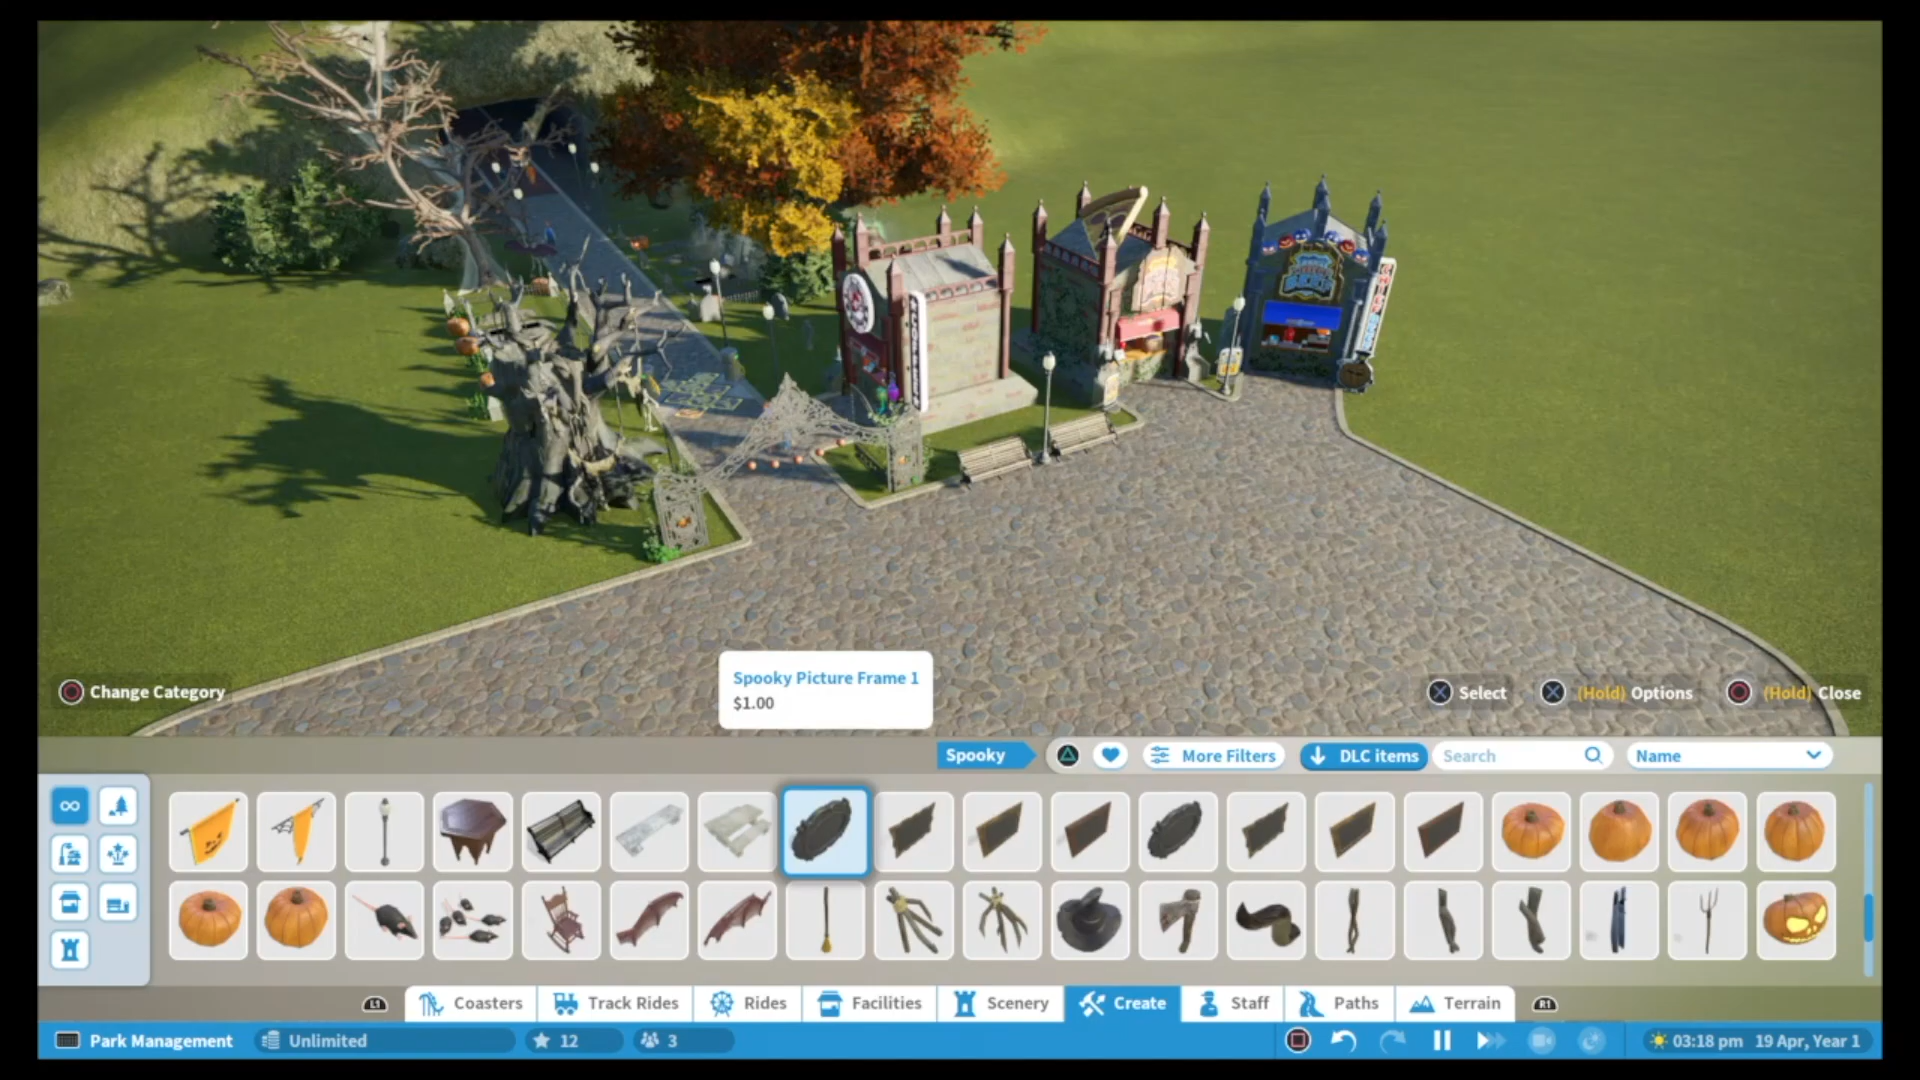 Change Category
Spooky Picture Frame 1
$1.00
Select
(Hold) Options
(Hold) Close
Spooky
More Filters
DLC items
Search
Name
L1
Coasters
Track Rides
Rides
Facilities
Scenery
Create
Staff
Paths
Terrain
R1
Park Management
Unlimited
12
3
03:18 pm
19 Apr, Year 1